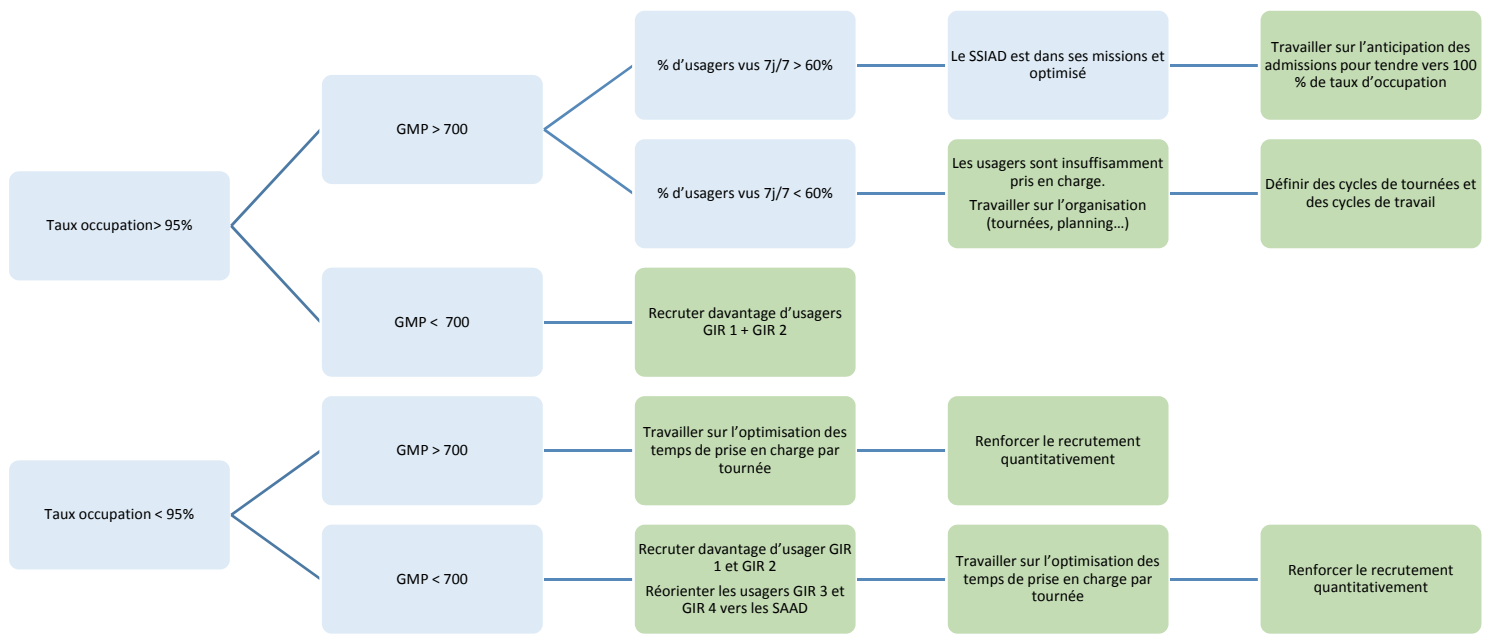 Taux occupation> 95%
GMP > 700
% d'usagers vus 7j/7 > 60%
Le SSIAD est dans ses missions et
optimisé
Travailler sur l'anticipation des
admissions pour tendre vers 100
% de taux d'occupation
% d'usagers vus 7j/7 < 60%
Les usagers sont insuffisamment
pris en charge.
Travailler sur l'organisation
(tournées, planning…)
Définir des cycles de tournées et
des cycles de travail
GMP <  700
Recruter davantage d'usagers
GIR 1 + GIR 2
Taux occupation < 95%
GMP > 700
Travailler sur l'optimisation des
temps de prise en charge par
tournée
Renforcer le recrutement
quantitativement
GMP < 700
Recruter davantage d'usager GIR
1 et GIR 2
Réorienter les usagers GIR 3 et
GIR 4 vers les SAAD
Travailler sur l'optimisation des
temps de prise en charge par
tournée
Renforcer le recrutement
quantitativement